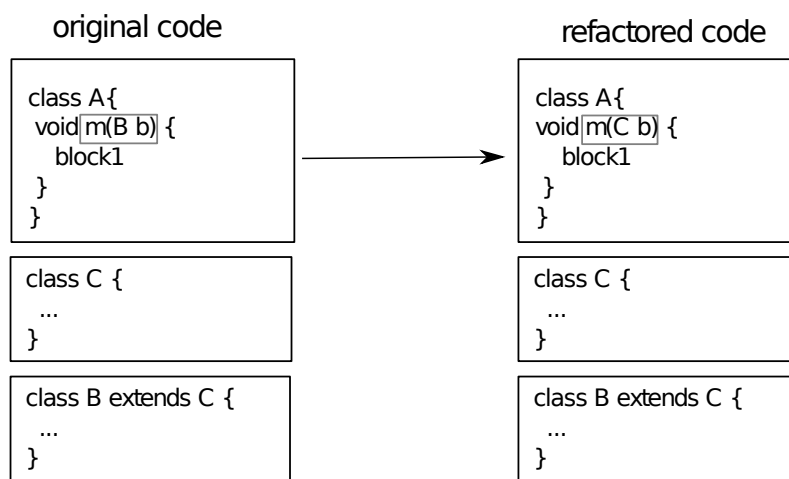 original code
class A{
void m(B b) {
block1
}
}
class C {
...
}
class B extends C {
...
}
refactored code
class A{
void m(C b) {
block1
}
}
class C {
...
}
class B extends C {
...
}